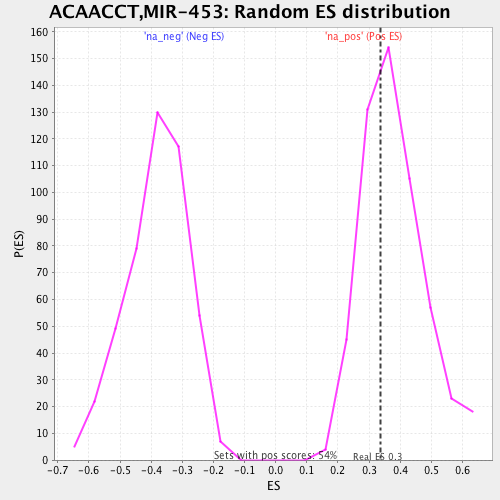 ACAACCT,MIR-453: Random ES distribution
'na_neg' (Neg ES)
'na_pos' (Pos ES)
160
150
140
130
120
110
100
90
80
70
60
50
40
30
20
10
0
P(ES)
Sets with pos scores: 54%
Real ES 0.3
-0.7 -0.6 -0.5 -0.4 -0.3 -0.2 -0.1 0.0 0.1 0.2 0.3 0.4 0.5 0.6
ES